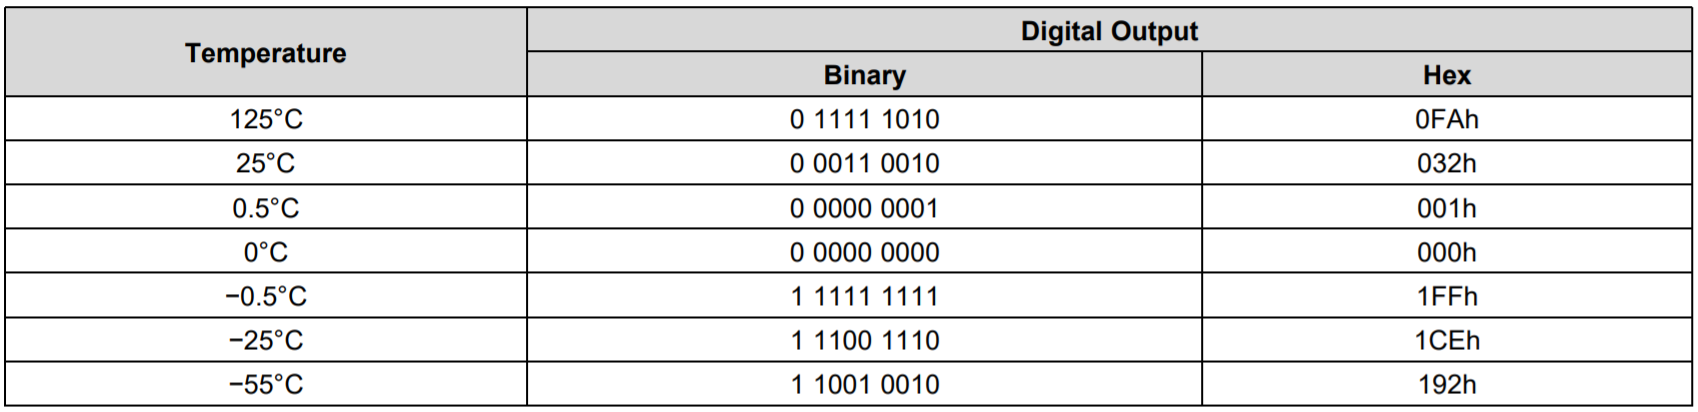 Temperature Digital Output
Binary Hex
125°C 0 1111 1010 0FAh
25°C 0 0011 0010 032h
0.5°C 0 0000 0001 001h
0°C 0 0000 0000 000h
−0.5°C 1 1111 1111 1FFh
−25°C 1 1100 1110 1CEh
−55°C 1 1001 0010 192h